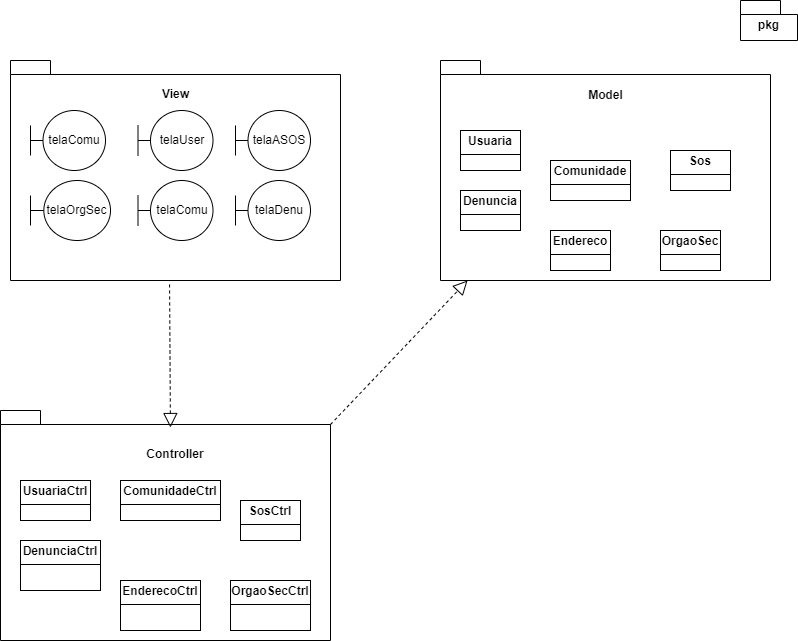 pkg
View
telaComu
telaUser
telaASOS
telaOrgSec
telaComu
telaDenu
Model
Usuaria
Comunidade
Sos
Denuncia
Endereco
OrgaoSec
Controller
UsuariaCtrl
ComunidadeCtrl
SosCtrl
DenunciaCtrl
EnderecoCtrl
OrgaoSecCtrl